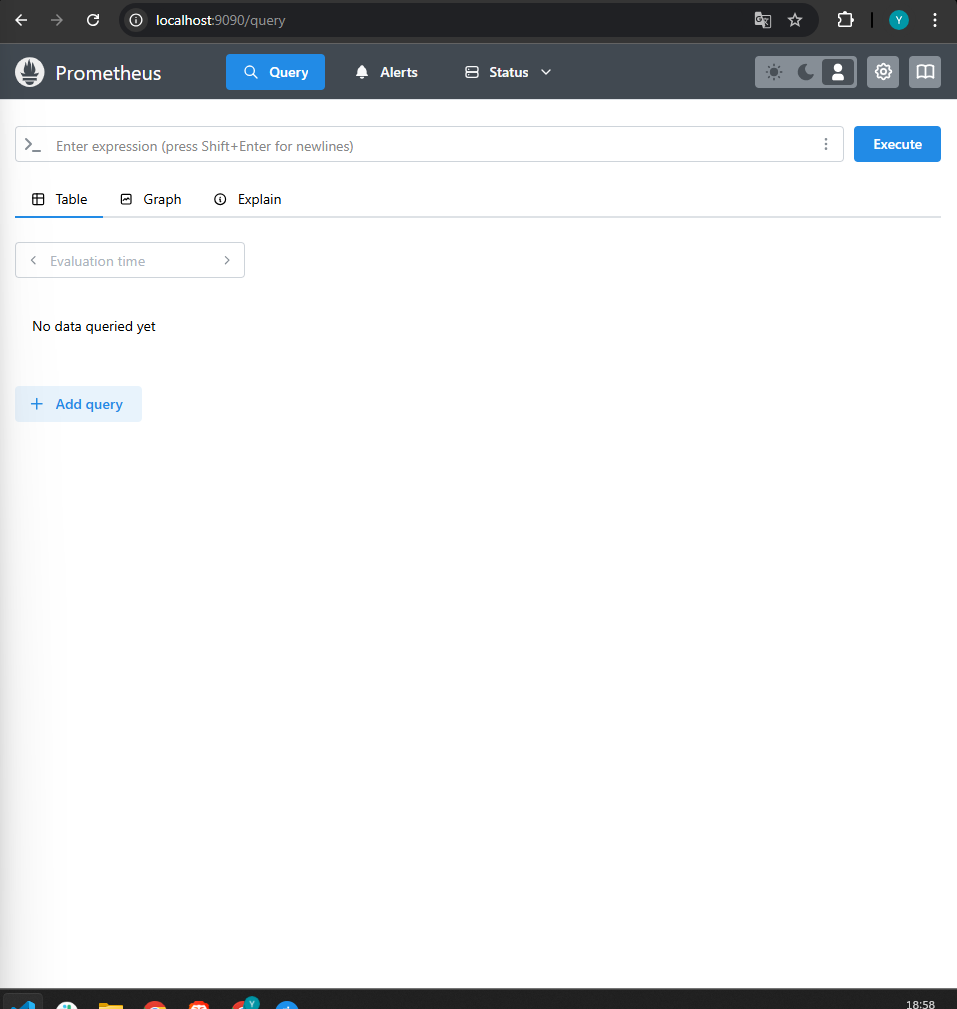 localhost:9090/query
Y
Prometheus
Query
Alerts
Status
Enter expression (press Shift+Enter for newlines)
Execute
Table
Graph
Explain
Evaluation time
No data queried yet
Add query
Y
18:58